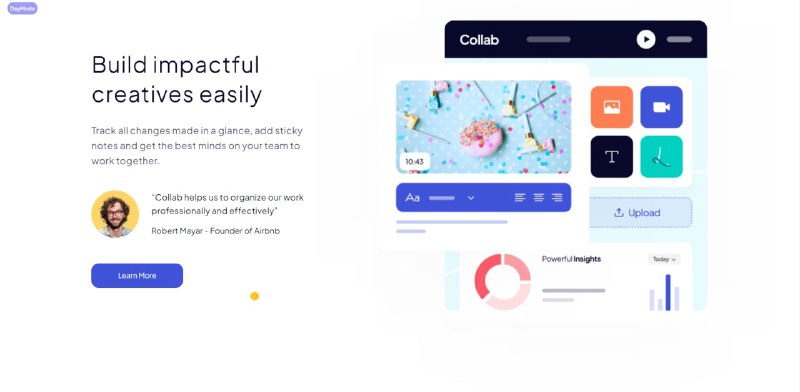 DayMode
Collab
Build impactful
creatives easily
Track all changes made in a glance, add sticky
notes and get the best minds on your team to
work together.
“Collab helps us to organize our work
professionally and effectively”
Robert Mayar - Founder of Airbnb
Learn More
10:43
Aa
T
Upload
Powerful Insights
Today